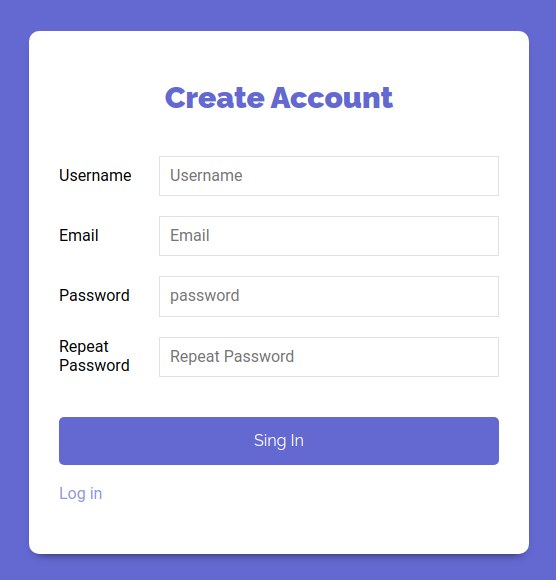 Create Account
Username Username
Email Email
Password password
Repeat
Password Repeat Password
Sing In
Log in